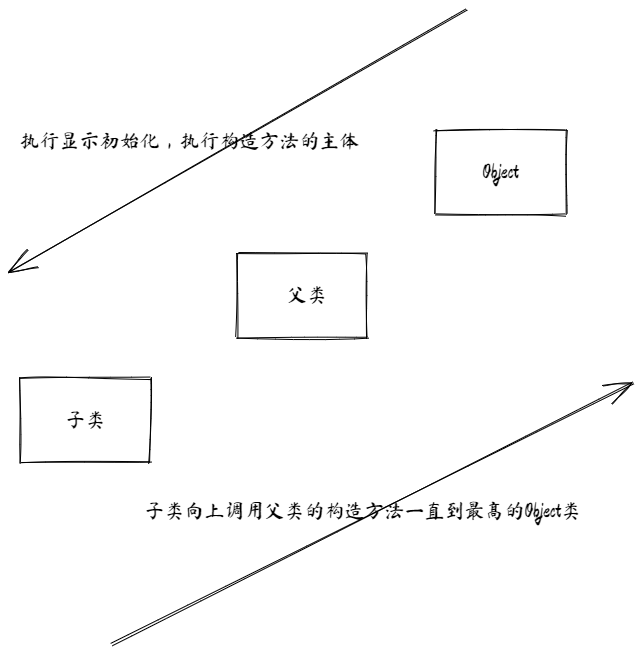 执行显示初始化，执行构造方法的主体
Object
父类
子类
子类向上调用父类的构造方法一直到最高的Object类